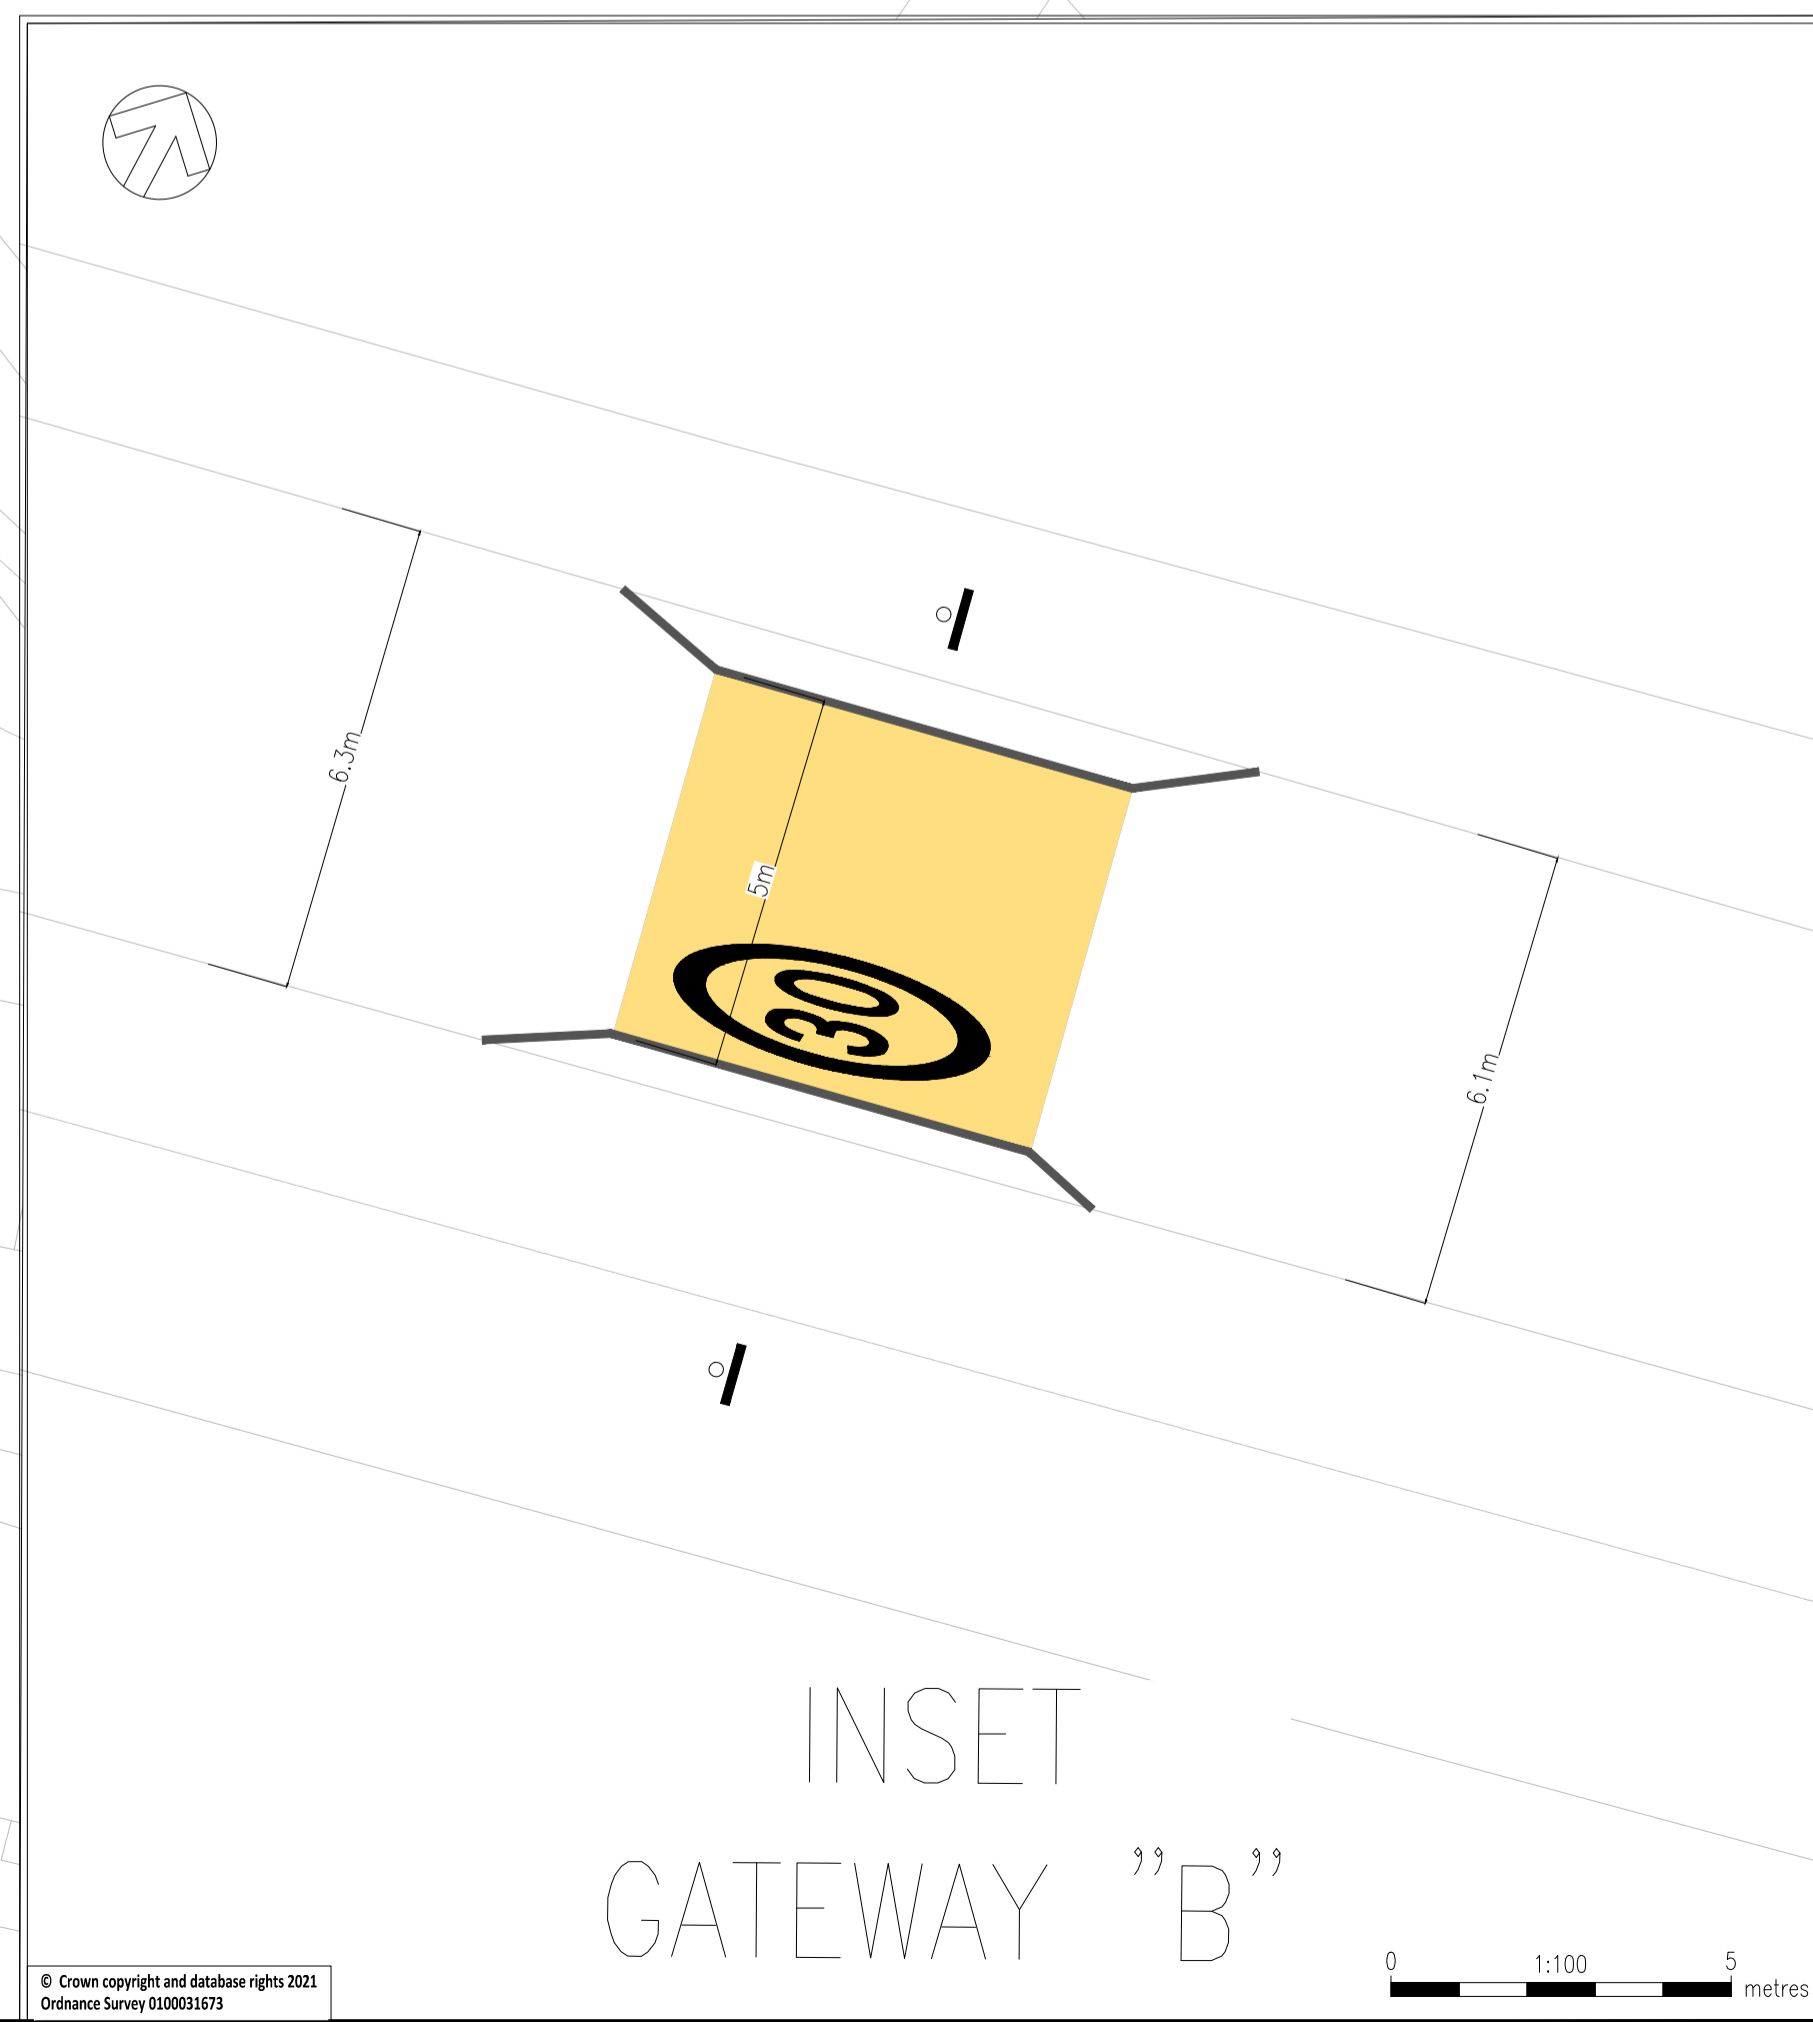 6.3m
5m
30
6.1m
INSET
GATEWAY "B"
0 1:100 5
metres
© Crown copyright and database rights 2021
Ordnance Survey 0100031673